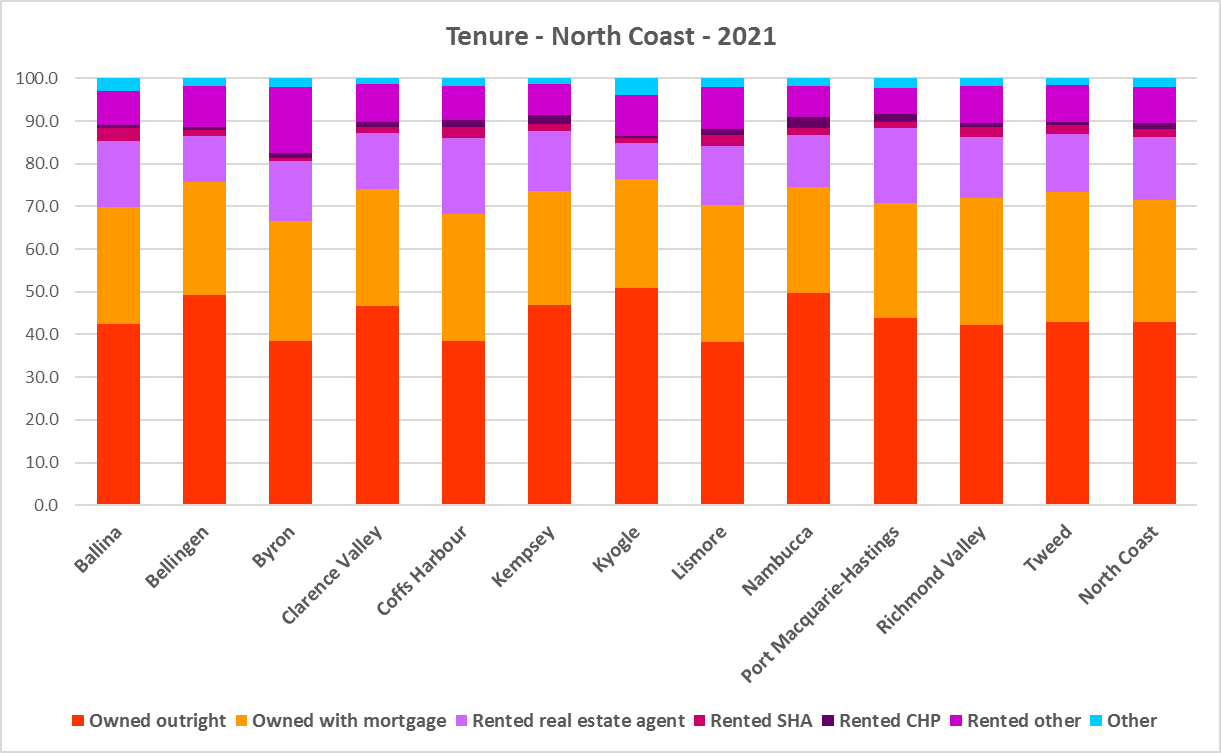 Tenure - North Coast - 2021
100.0
90.0
80.0
70.0
60.0
50.0
40.0
30.0
20.0
10.0
0.0
Ballina
Bellingen
Byron
Clarence Valley
Coffs Harbour
Kempsey
Kyogle
Lismore
Nambucca
Port Macquarie-Hastings
Richmond Valley
Tweed
North Coast
Owned outright Owned with mortgage Rented real estate agent Rented SHA Rented CHP Rented other Other